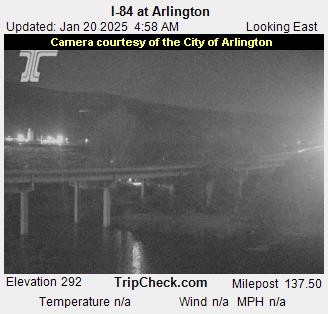 I-84 at Arlington
Updated: Jan 20 2025 4:58 AM Looking East
Camera courtesy of the City of Arlington
Elevation 292 TripCheck.com Milepost 137.50
Temperature n/a Wind n/a MPH n/a